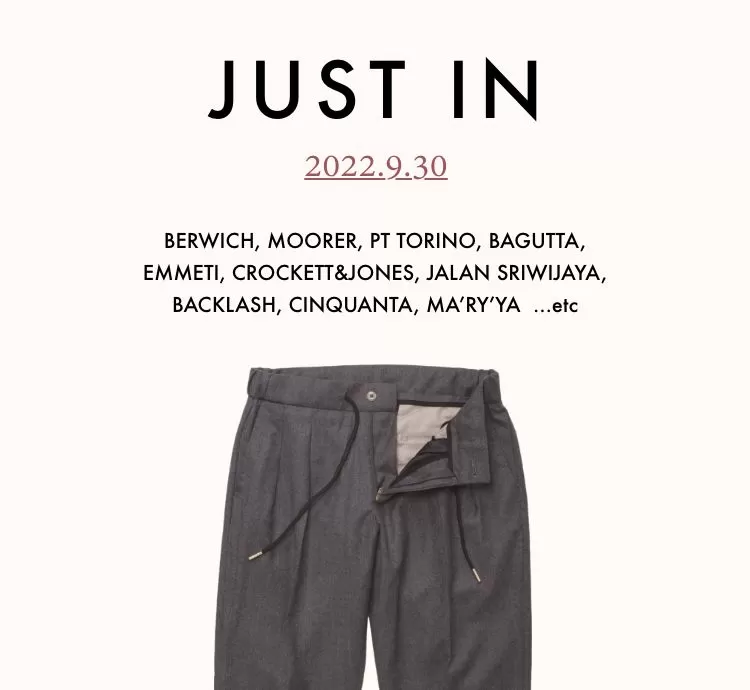 JUST IN
2022.9.30
BERWICH, MOORER, PT TORINO, BAGUTTA,
EMMETI, CROCKETT&JONES, JALAN SRIWIJAYA,
BACKLASH, CINQUANTA, MA’RY’YA ...etc